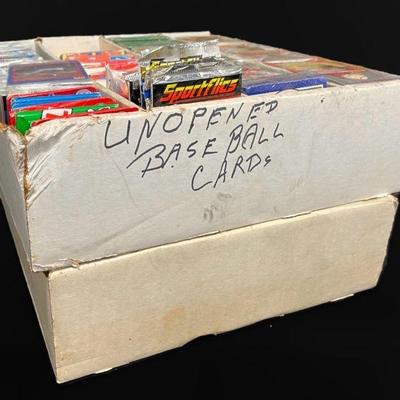 Sportflics
UNOPENED
BASEBALL
CARDS